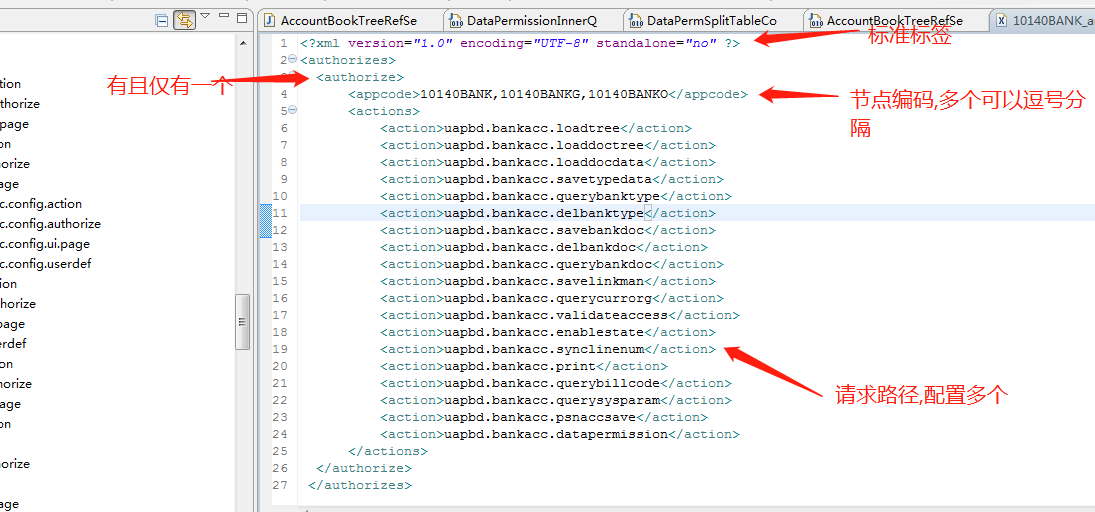 AccountBookTreeRefSe
DataPermissionInnerQ
DataPermSplitTableCo
AccountBookTreeRefSe
10140BANK_a
标准标签
有且仅有一个
节点编码,多个可以逗号分
隔
请求路径,配置多个
tion
thorize
page
on
horize
age
c.config.action
c.config.authorize
c.config.ui.page
c.config.userdef
tion
horize
page
erdef
on
orize
age
on
orize
age
1 <?xml version="1.0" encoding="UTF-8" standalone="no" ?>
2 <authorizes>
<authorize>
4 <appcode>10140BANK,10140BANKG,10140BANKO</appcode>
5 <actions>
6 <action>uapbd.bankacc.loadtree</action>
7 <action>uapbd.bankacc.loaddoctree</action>
8 <action>uapbd.bankacc.loaddocdata</action>
9 <action>uapbd.bankacc.savetypedata</action>
10 <action>uapbd.bankacc.querybanktype</action>
11 <action>uapbd.bankacc.delbanktype</action>
12 <action>uapbd.bankacc.savebankdoc</action>
13 <action>uapbd.bankacc.delbankdoc</action>
14 <action>uapbd.bankacc.querybankdoc</action>
15 <action>uapbd.bankacc.savelinkman</action>
16 <action>uapbd.bankacc.querycurrorg</action>
17 <action>uapbd.bankacc.validateaccess</action>
18 <action>uapbd.bankacc.enablestate</action>
19 <action>uapbd.bankacc.synclinenum</action>
20 <action>uapbd.bankacc.print</action>
21 <action>uapbd.bankacc.querybillcode</action>
22 <action>uapbd.bankacc.querysysparam</action>
23 <action>uapbd.bankacc.psnaccsave</action>
24 <action>uapbd.bankacc.datapermission</action>
25 </actions>
26 </authorize>
27 </authorizes>